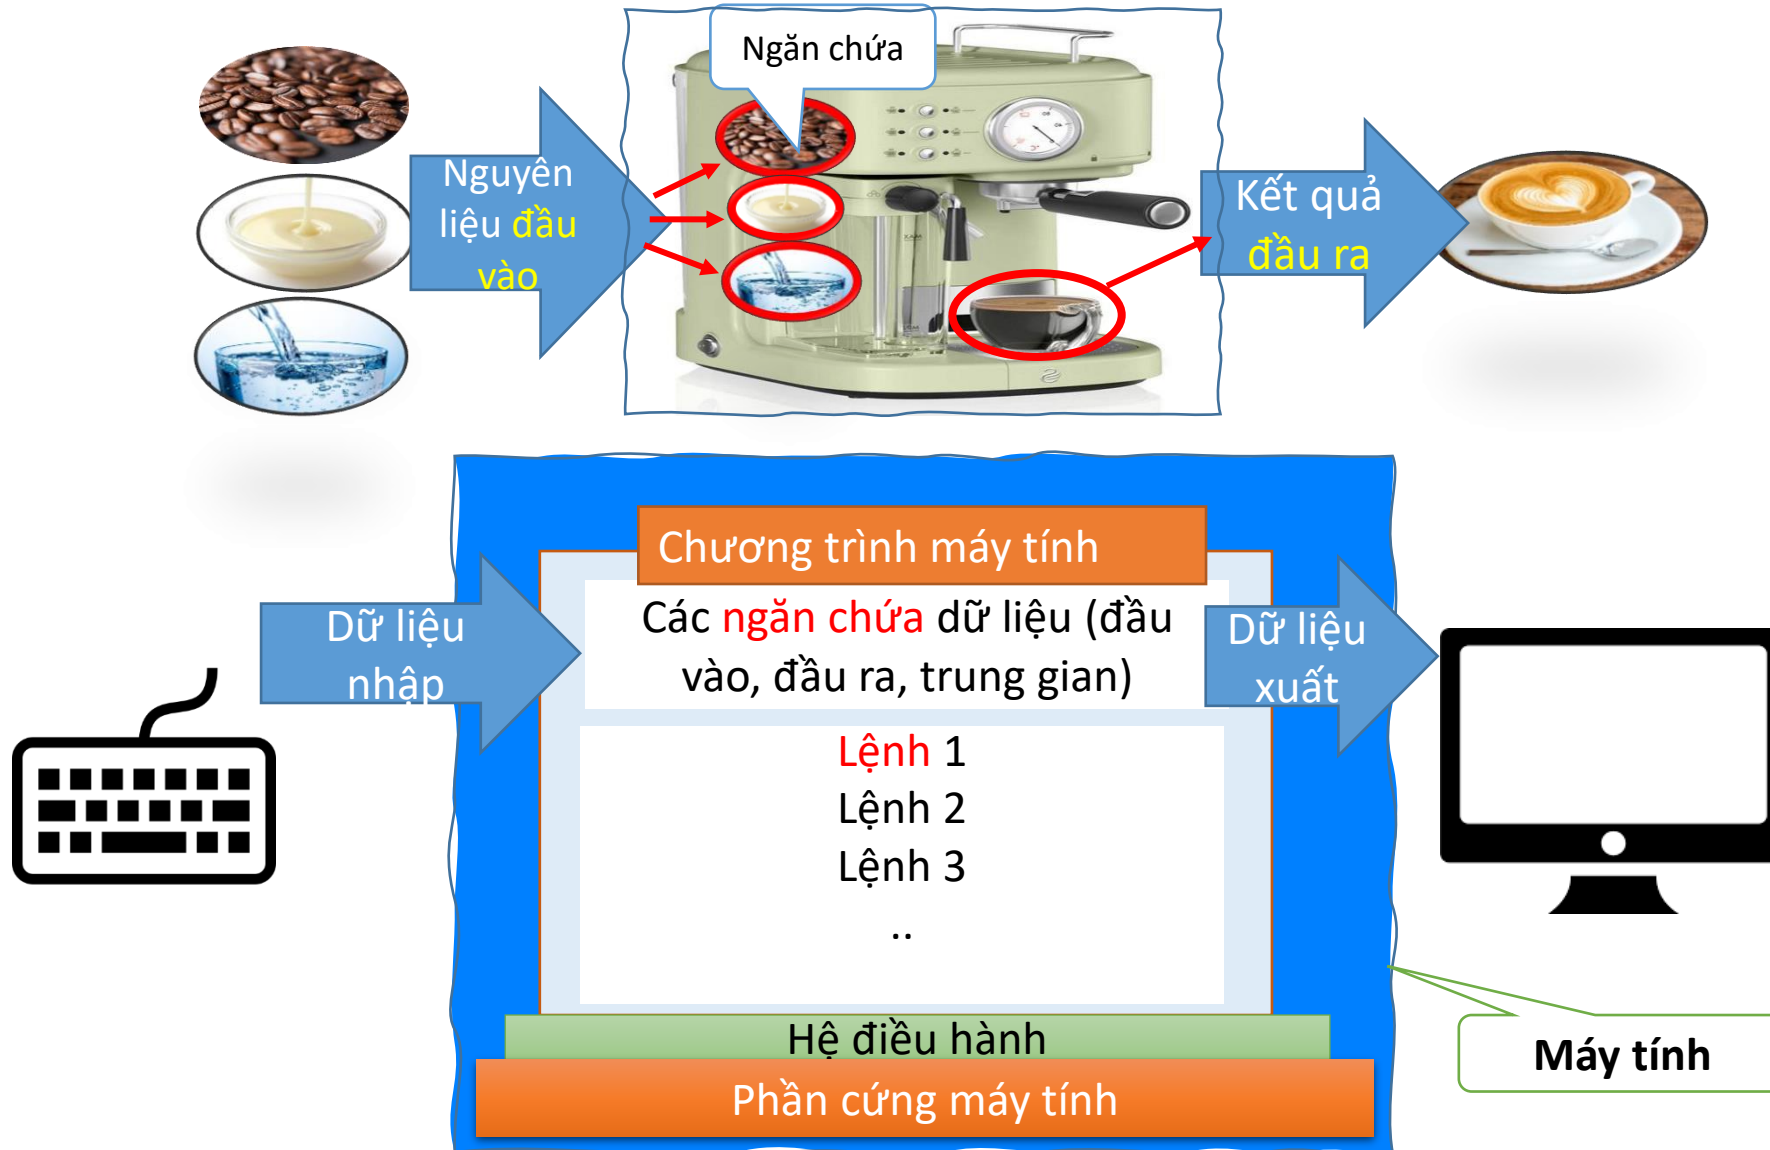 Ngăn chứa
Nguyên
liệu đầu
vào
Kết quả
đầu ra
Chương trình máy tính
Dữ liệu
nhập
Các ngăn chứa dữ liệu (đầu
vào, đầu ra, trung gian)
Dữ liệu
xuất
Lệnh 1
Lệnh 2
Lệnh 3
..
Hệ điều hành
Phần cứng máy tính
Máy tính